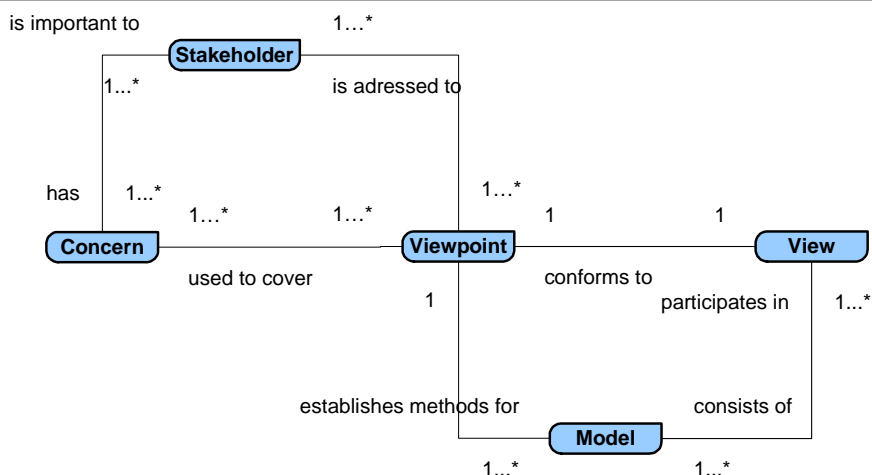 is important to
1...*
Stakeholder
1...*
is adressed to
has
1...*
1...*
1...*
1...*
1
1
Concern
Viewpoint
View
used to cover
conforms to
1
participates in
1...*
establishes methods for
consists of
Model
1...*
1...*